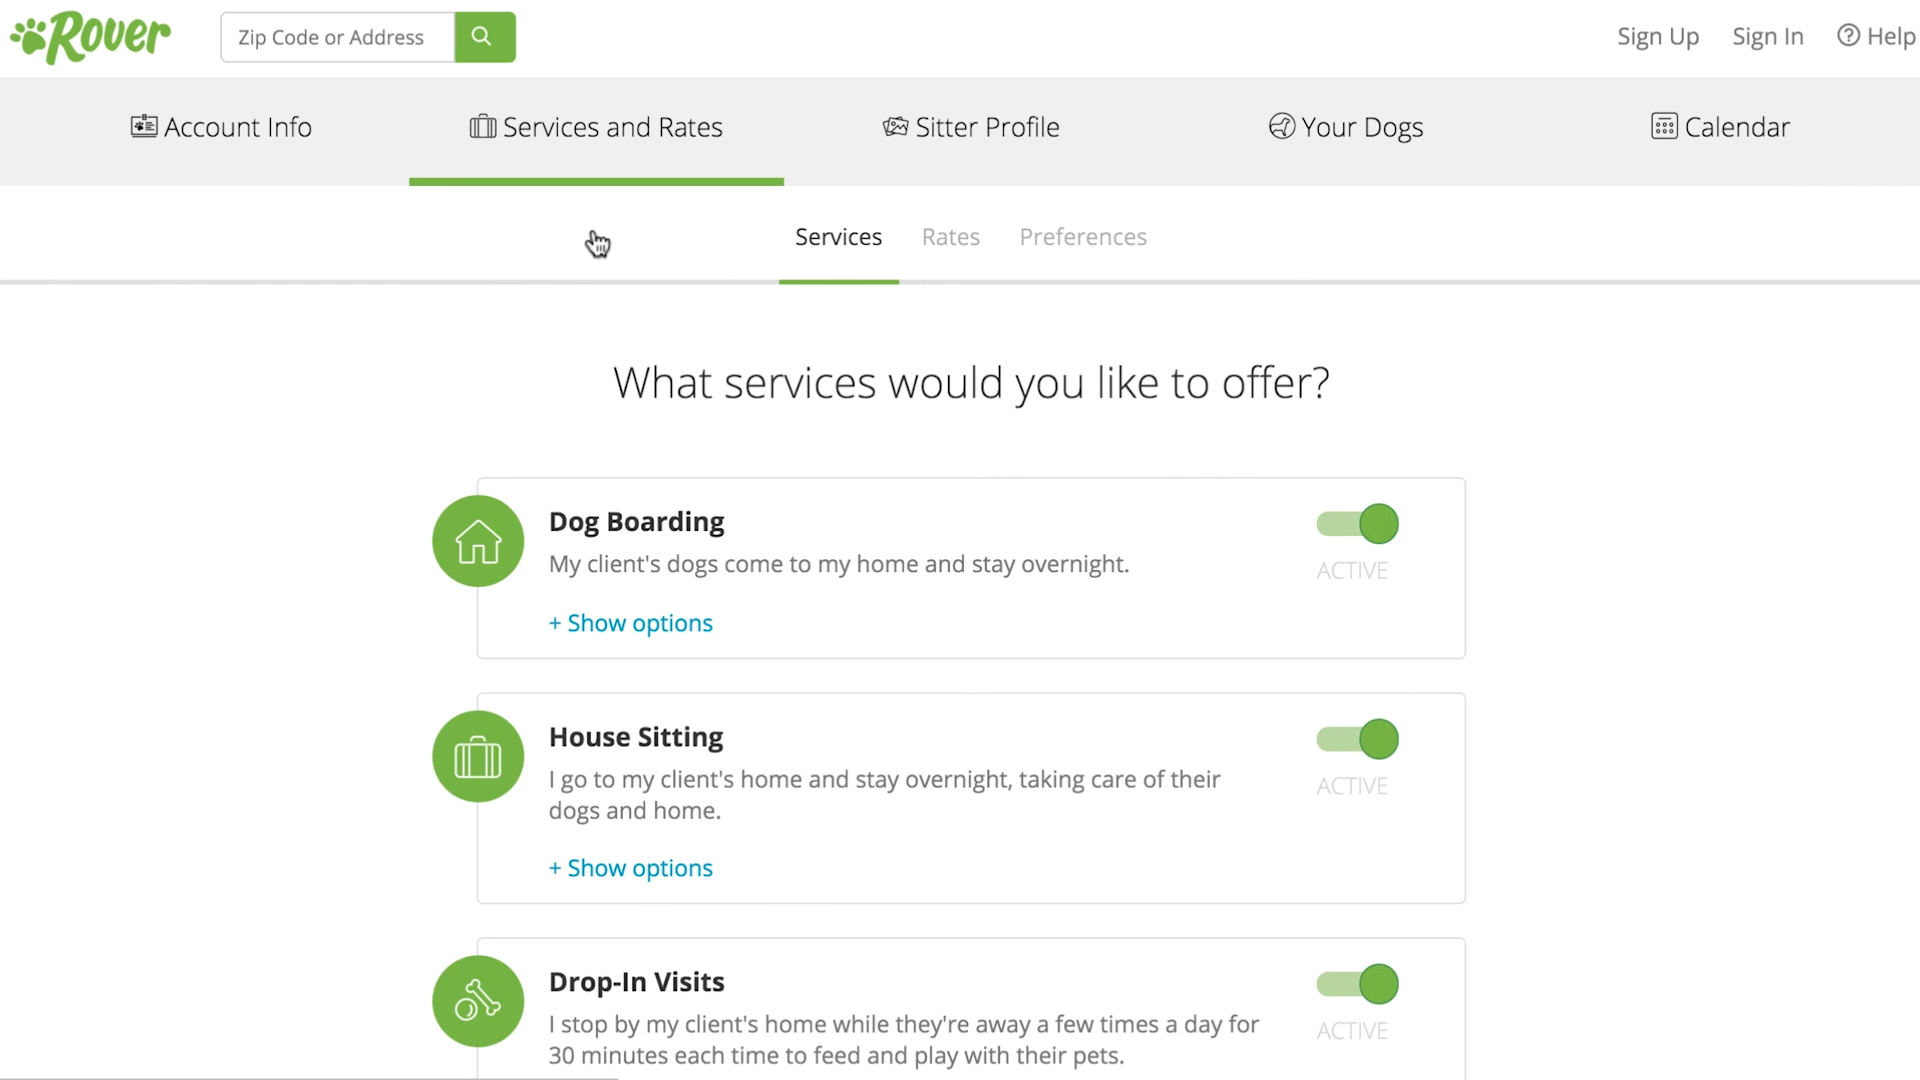 Rover
Zip Code or Address
Sign Up
Sign In
Help
Account Info
Services and Rates
Sitter Profile
Your Dogs
Calendar
Services
Rates
Preferences
What services would you like to offer?
Dog Boarding
My client's dogs come to my home and stay overnight.
ACTIVE
+ Show options
House Sitting
I go to my client's home and stay overnight, taking care of their
dogs and home.
ACTIVE
+ Show options
Drop-In Visits
I stop by my client's home while they're away a few times a day for
30 minutes each time to feed and play with their pets.
ACTIVE